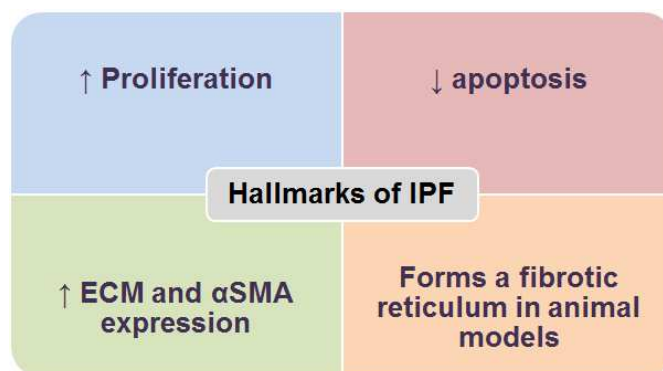 ↑ Proliferation
↓ apoptosis
Hallmarks of IPF
↑ ECM and αSMA
expression
Forms a fibrotic
reticulum in animal
models